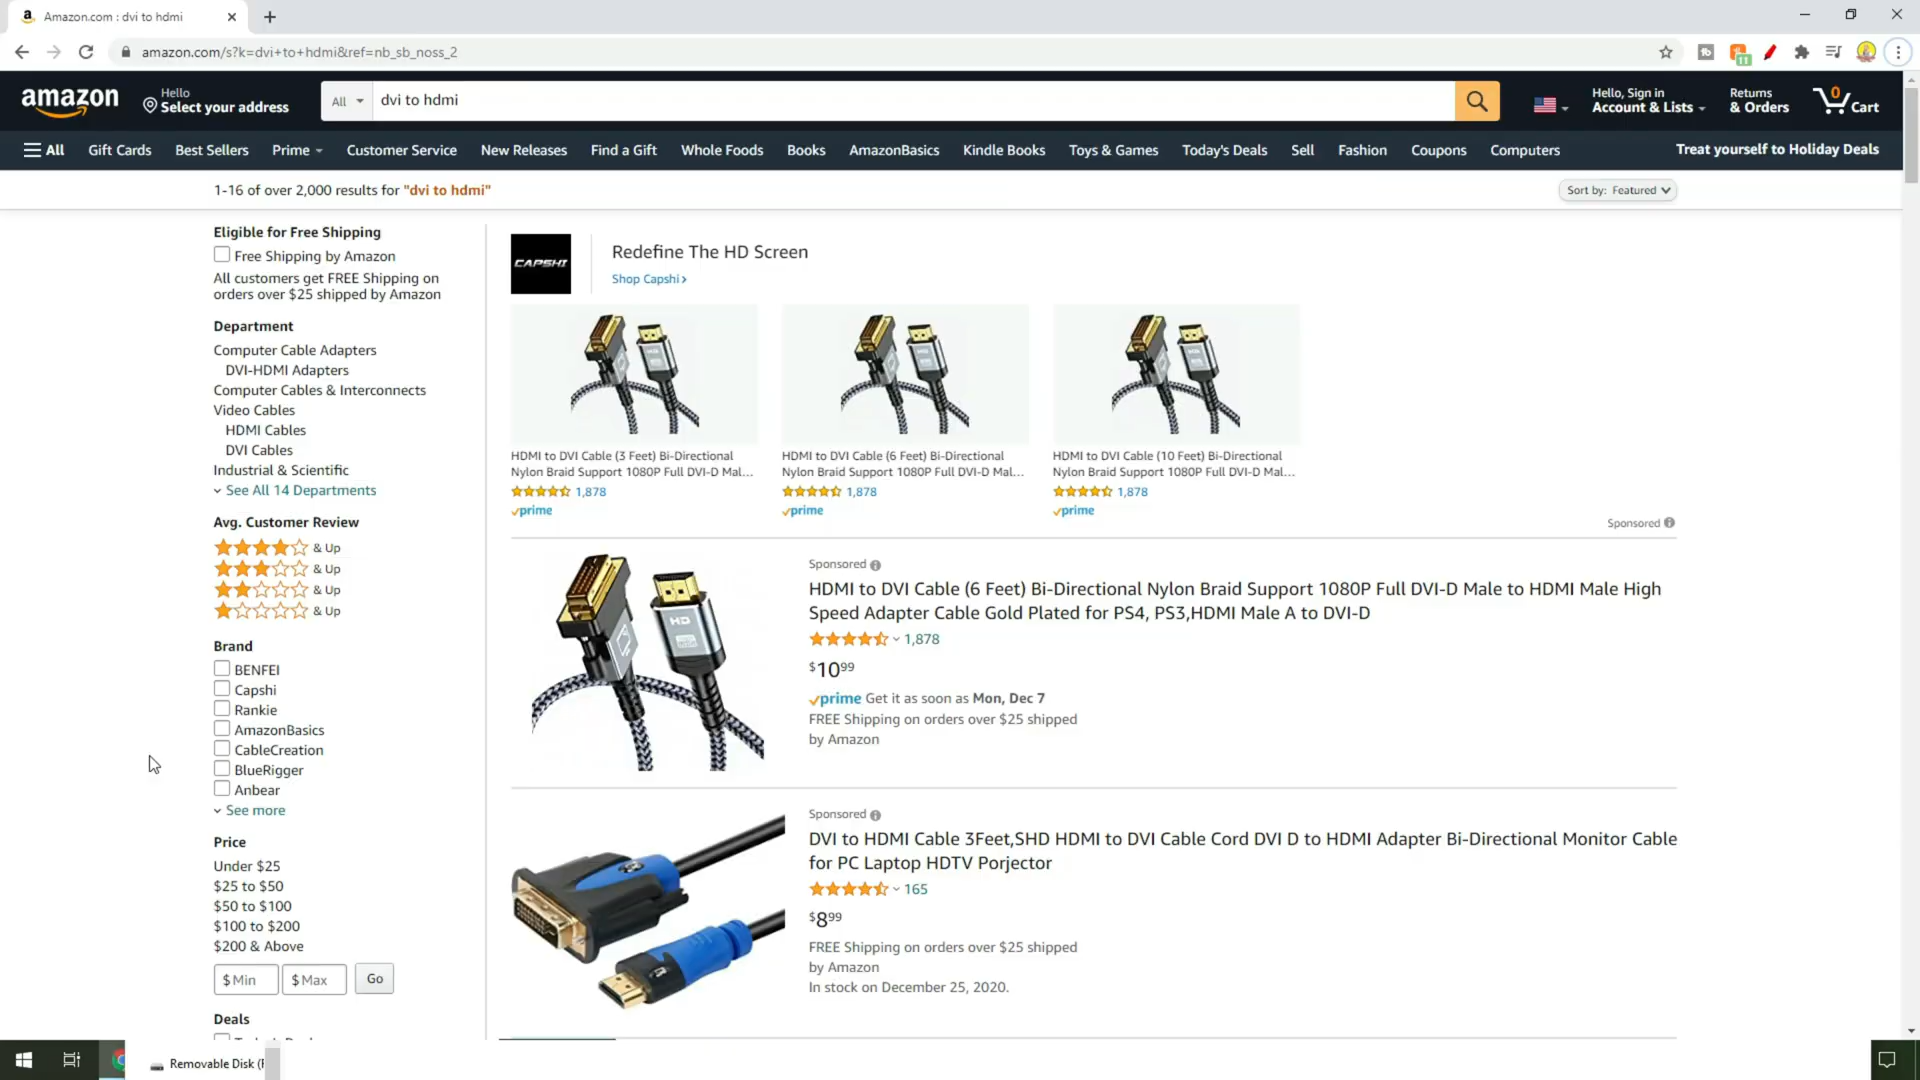 Amazon.com : dvi to hdmi
amazon.com/s?k=dvi+to+hdmi&ref=nb_sb_noss_2
11
amazon
Hello
Select your address
All
dvi to hdmi
Hello, Sign in
Account & Lists
Returns
& Orders
0
Cart
All
Gift Cards
Best Sellers
Prime
Customer Service
New Releases
Find a Gift
Whole Foods
Books
AmazonBasics
Kindle Books
Toys & Games
Today's Deals
Sell
Fashion
Coupons
Computers
Treat yourself to Holiday Deals
1-16 of over 2,000 results for "dvi to hdmi"
Sort by: Featured
Eligible for Free Shipping
Free Shipping by Amazon
All customers get FREE Shipping on
orders over $25 shipped by Amazon
Department
Computer Cable Adapters
DVI-HDMI Adapters
Computer Cables & Interconnects
Video Cables
HDMI Cables
DVI Cables
Industrial & Scientific
See All 14 Departments
Avg. Customer Review
& Up
& Up
& Up
& Up
Brand
BENFEI
Capshi
Rankie
AmazonBasics
CableCreation
BlueRigger
Anbear
See more
Price
Under $25
$25 to $50
$50 to $100
$100 to $200
$200 & Above
$ Min
$ Max
Go
Deals
CAPSHI
Redefine The HD Screen
Shop Capshi ›
HDMI to DVI Cable (3 Feet) Bi-Directional
Nylon Braid Support 1080P Full DVI-D Mal...
1,878
prime
HDMI to DVI Cable (6 Feet) Bi-Directional
Nylon Braid Support 1080P Full DVI-D Mal...
1,878
prime
HDMI to DVI Cable (10 Feet) Bi-Directional
Nylon Braid Support 1080P Full DVI-D Mal...
1,878
prime
Sponsored
Sponsored
HDMI to DVI Cable (6 Feet) Bi-Directional Nylon Braid Support 1080P Full DVI-D Male to HDMI Male High
Speed Adapter Cable Gold Plated for PS4, PS3,HDMI Male A to DVI-D
1,878
$1099
prime Get it as soon as Mon, Dec 7
FREE Shipping on orders over $25 shipped
by Amazon
HD
Sponsored
DVI to HDMI Cable 3Feet,SHD HDMI to DVI Cable Cord DVI D to HDMI Adapter Bi-Directional Monitor Cable
for PC Laptop HDTV Porjector
165
$899
FREE Shipping on orders over $25 shipped
by Amazon
In stock on December 25, 2020.
Removable Disk (